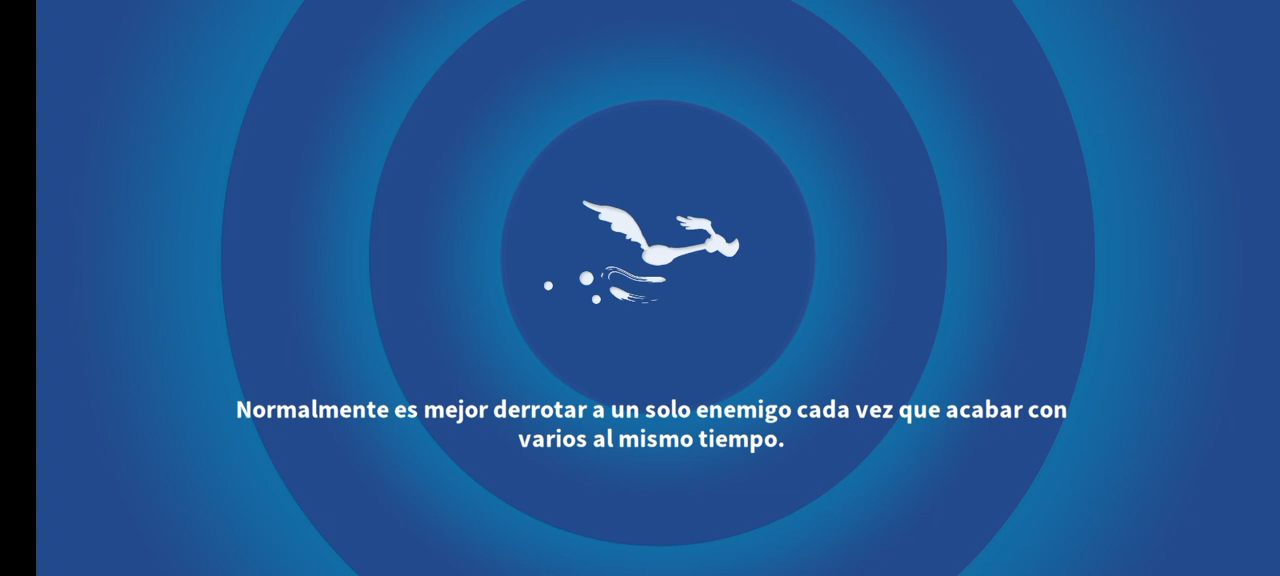 Normalmente es mejor derrotar a un solo enemigo cada vez que acabar con
varios al mismo tiempo.